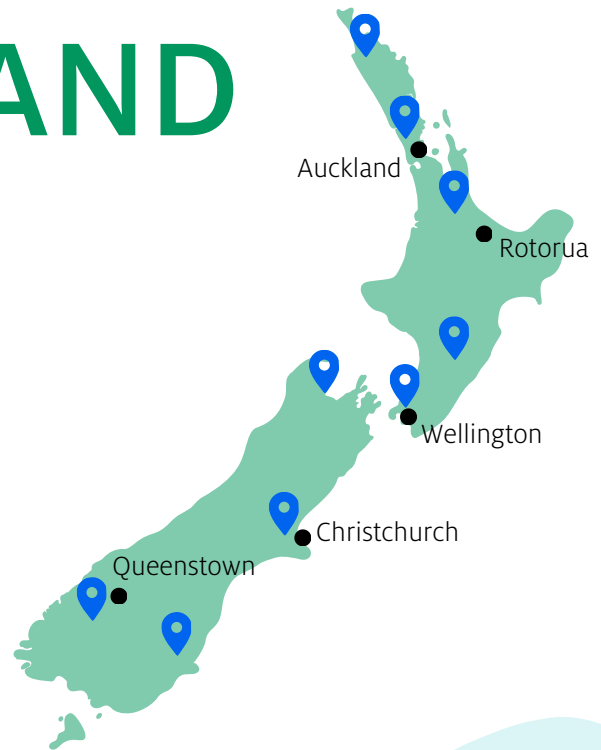 AND
Auckland
Rotorua
Wellington
Christchurch
Queenstown